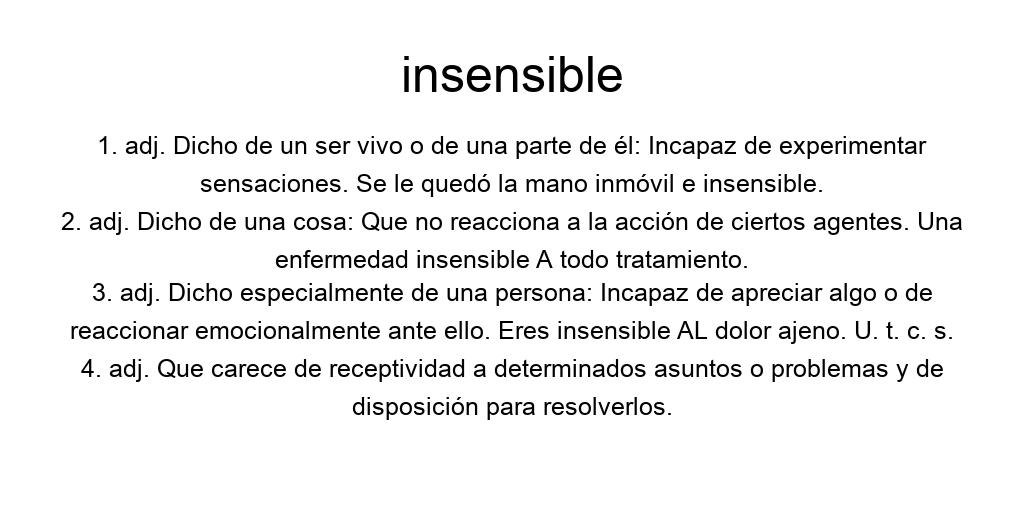 insensible
1. adj. Dicho de un ser vivo o de una parte de él: Incapaz de experimentar
sensaciones. Se le quedó la mano inmóvil e insensible.
2. adj. Dicho de una cosa: Que no reacciona a la acción de ciertos agentes. Una
enfermedad insensible A todo tratamiento.
3. adj. Dicho especialmente de una persona: Incapaz de apreciar algo o de
reaccionar emocionalmente ante ello. Eres insensible AL dolor ajeno. U. t. c. s.
4. adj. Que carece de receptividad a determinados asuntos o problemas y de
disposición para resolverlos.